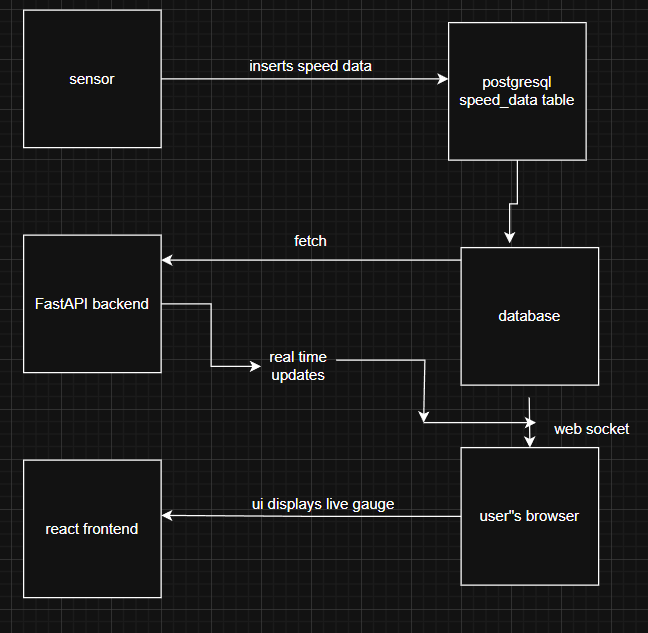 sensor
inserts speed data
postgresql
speed_data table
fetch
FastAPI backend
database
real time
updates
web socket
ui displays live gauge
react frontend
user"s browser